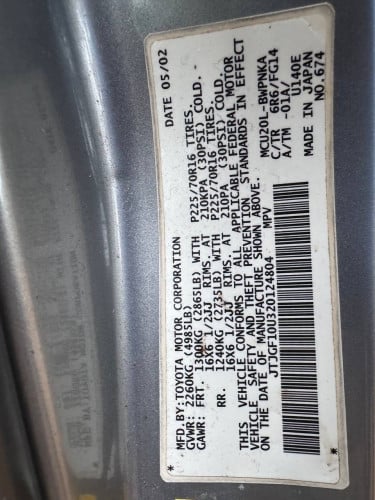 MFD.BY:TOYOTA MOTOR CORPORATION DATE 05/02
GVWR: 2260KG(4985LB)
GAWR: FRT. 1300KG (2865LB) WITH P225/70R16 TIRES.
16X6 1/2JJ RIMS. AT 210KPA (30PSI) COLD.
RR. 1240KG (2735LB) WITH P225/70R16 TIRES.
16X6 1/2JJ RIMS. AT 210PA (30PSI) COLD.
THIS VEHICLE CONFORMS TO ALL APPLICABLE FEDERAL MOTOR
VEHICLE SAFETY AND THEFT PREVENTION STANDARDS IN EFFECT
ON THE DATE OF MANUFACTURE SHOWN ABOVE.
* JTJGF10U320124804 MPV *
MCU20L-BWPNKA
C/TR 6R6/FG14
A/TM -01A/
U140E
MADE IN JAPAN
NO.674